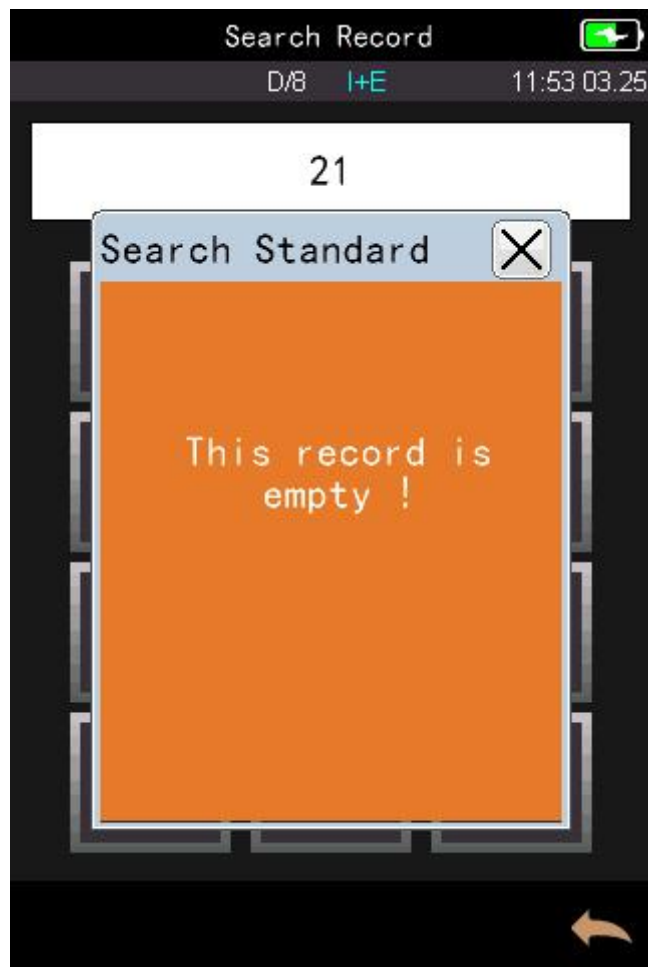 Search Record
D/8 I+E 11:53 03.25
21
Search Standard
This record is
empty !